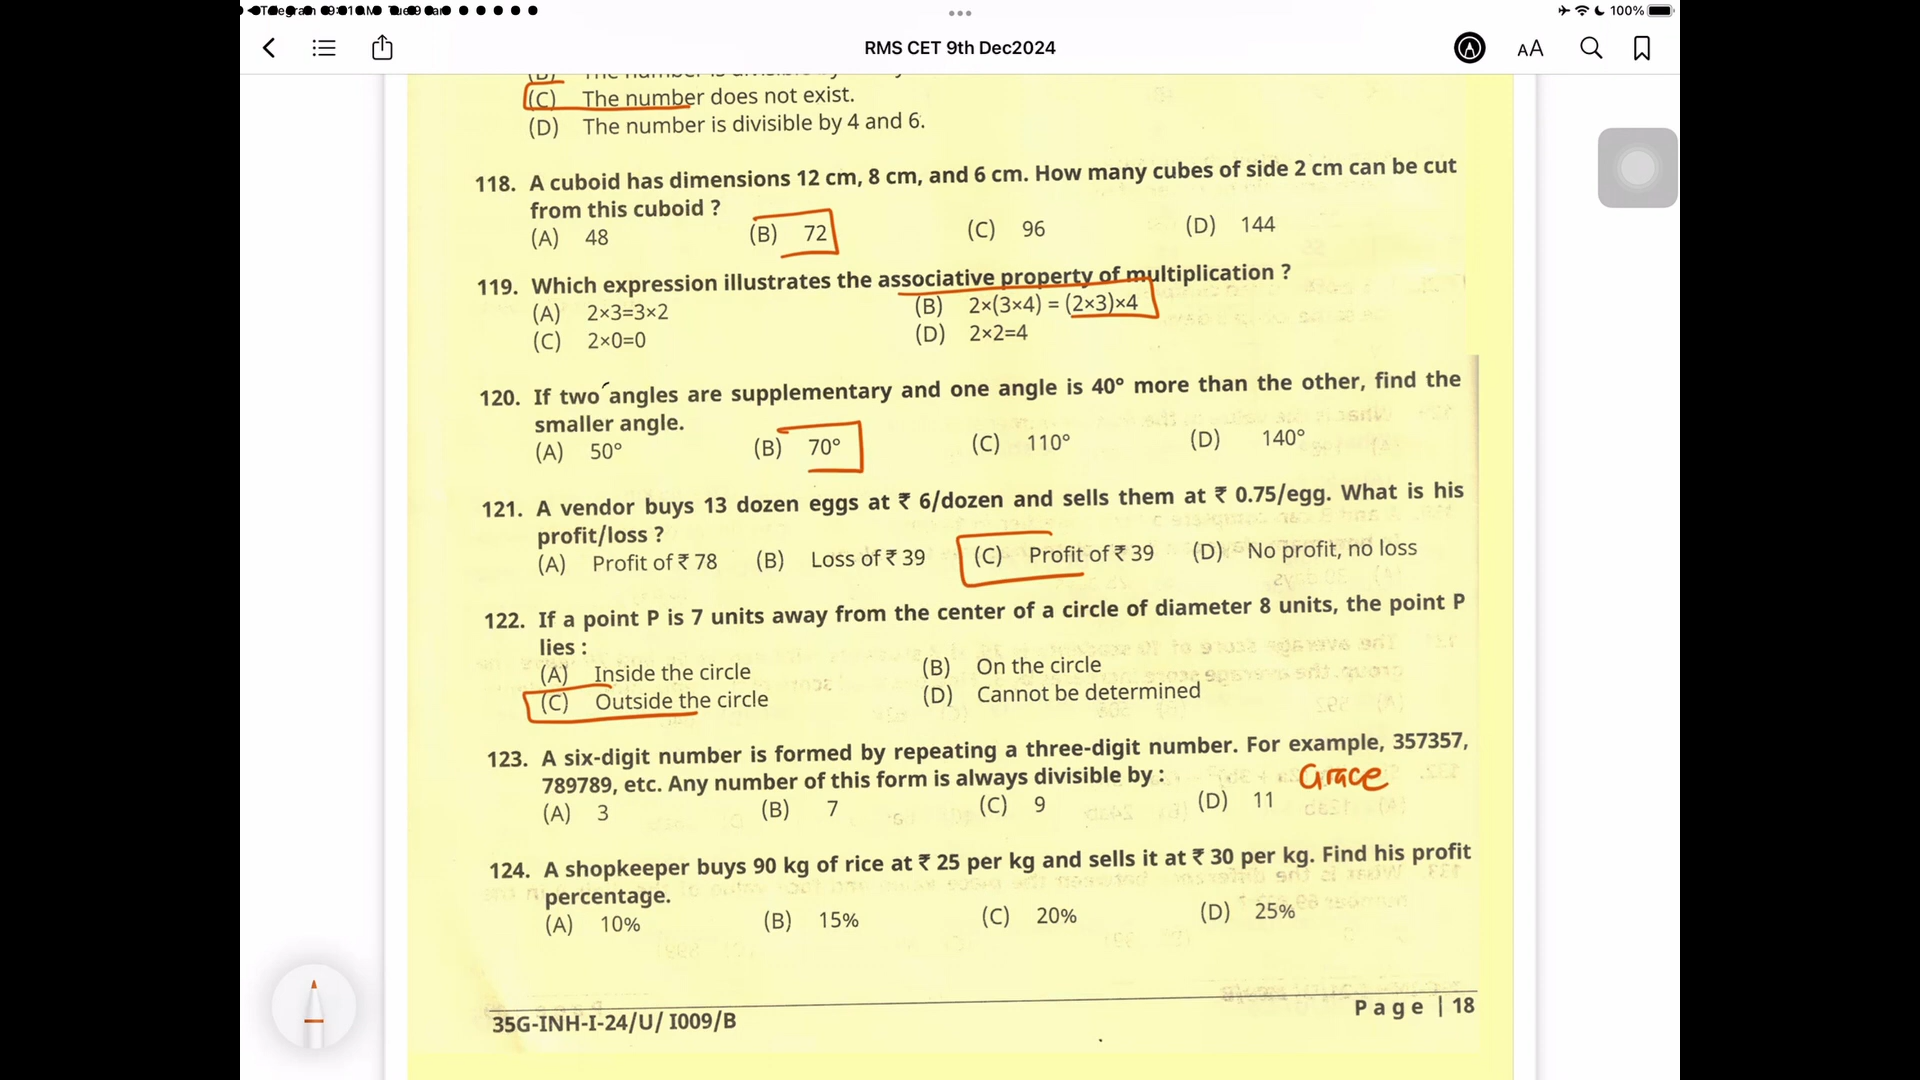 Telegram
100%
RMS CET 9th Dec2024
AA
(C) The number does not exist.
(D) The number is divisible by 4 and 6.
118. A cuboid has dimensions 12 cm, 8 cm, and 6 cm. How many cubes of side 2 cm can be cut
from this cuboid ?
(A) 48 (B) 72 (C) 96 (D) 144
119. Which expression illustrates the associative property of multiplication ?
(A) 2×3=3×2 (B) 2×(3×4) = (2×3)×4
(C) 2×0=0 (D) 2×2=4
120. If two angles are supplementary and one angle is 40° more than the other, find the
smaller angle.
(A) 50° (B) 70° (C) 110° (D) 140°
121. A vendor buys 13 dozen eggs at ₹ 6/dozen and sells them at ₹ 0.75/egg. What is his
profit/loss ?
(A) Profit of ₹ 78 (B) Loss of ₹ 39 (C) Profit of ₹ 39 (D) No profit, no loss
122. If a point P is 7 units away from the center of a circle of diameter 8 units, the point P
lies :
(A) Inside the circle (B) On the circle
(C) Outside the circle (D) Cannot be determined
123. A six-digit number is formed by repeating a three-digit number. For example, 357357,
789789, etc. Any number of this form is always divisible by : Grace
(A) 3 (B) 7 (C) 9 (D) 11
124. A shopkeeper buys 90 kg of rice at ₹ 25 per kg and sells it at ₹ 30 per kg. Find his profit
percentage.
(A) 10% (B) 15% (C) 20% (D) 25%
35G-INH-I-24/U/ I009/B Page | 18